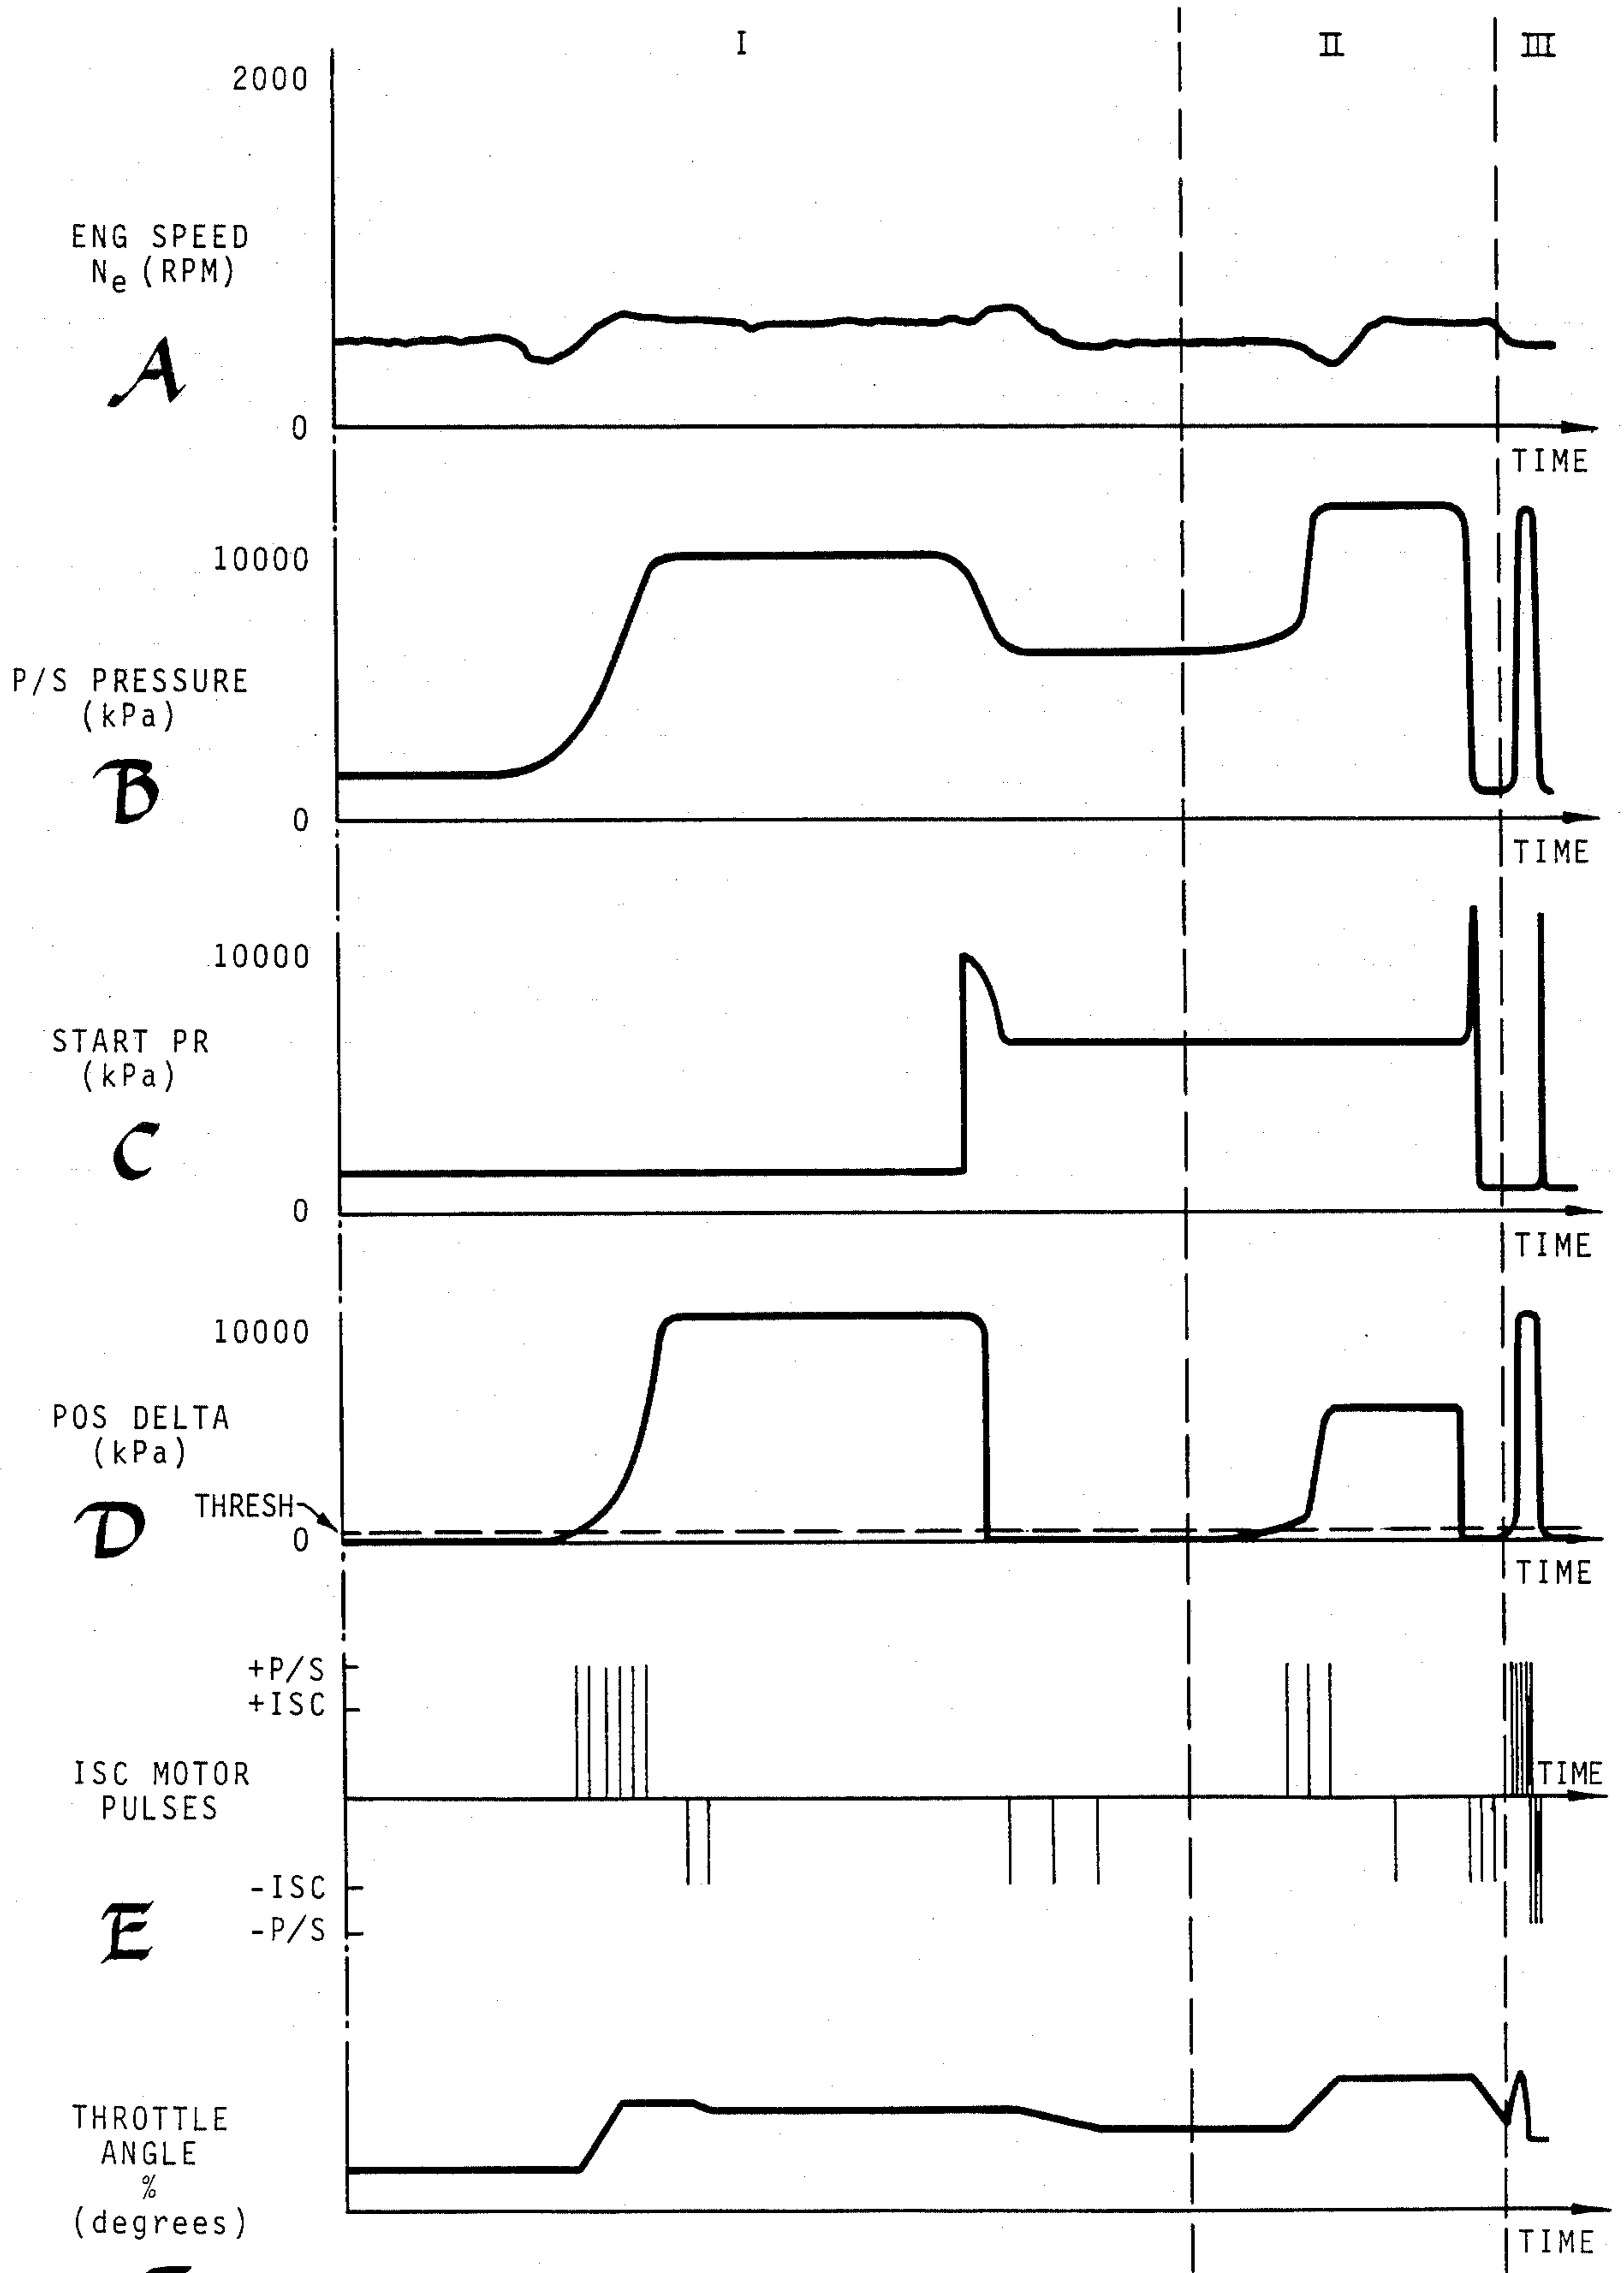 I
II
III
2000
ENG SPEED
Ne (RPM)
A
0
TIME
10000
P/S PRESSURE
(kPa)
B
0
TIME
10000
START PR
(kPa)
C
0
TIME
10000
POS DELTA
(kPa)
THRESH
D
0
TIME
+P/S
+ISC
ISC MOTOR
PULSES
TIME
-ISC
E
-P/S
THROTTLE
ANGLE
%
(degrees)
TIME